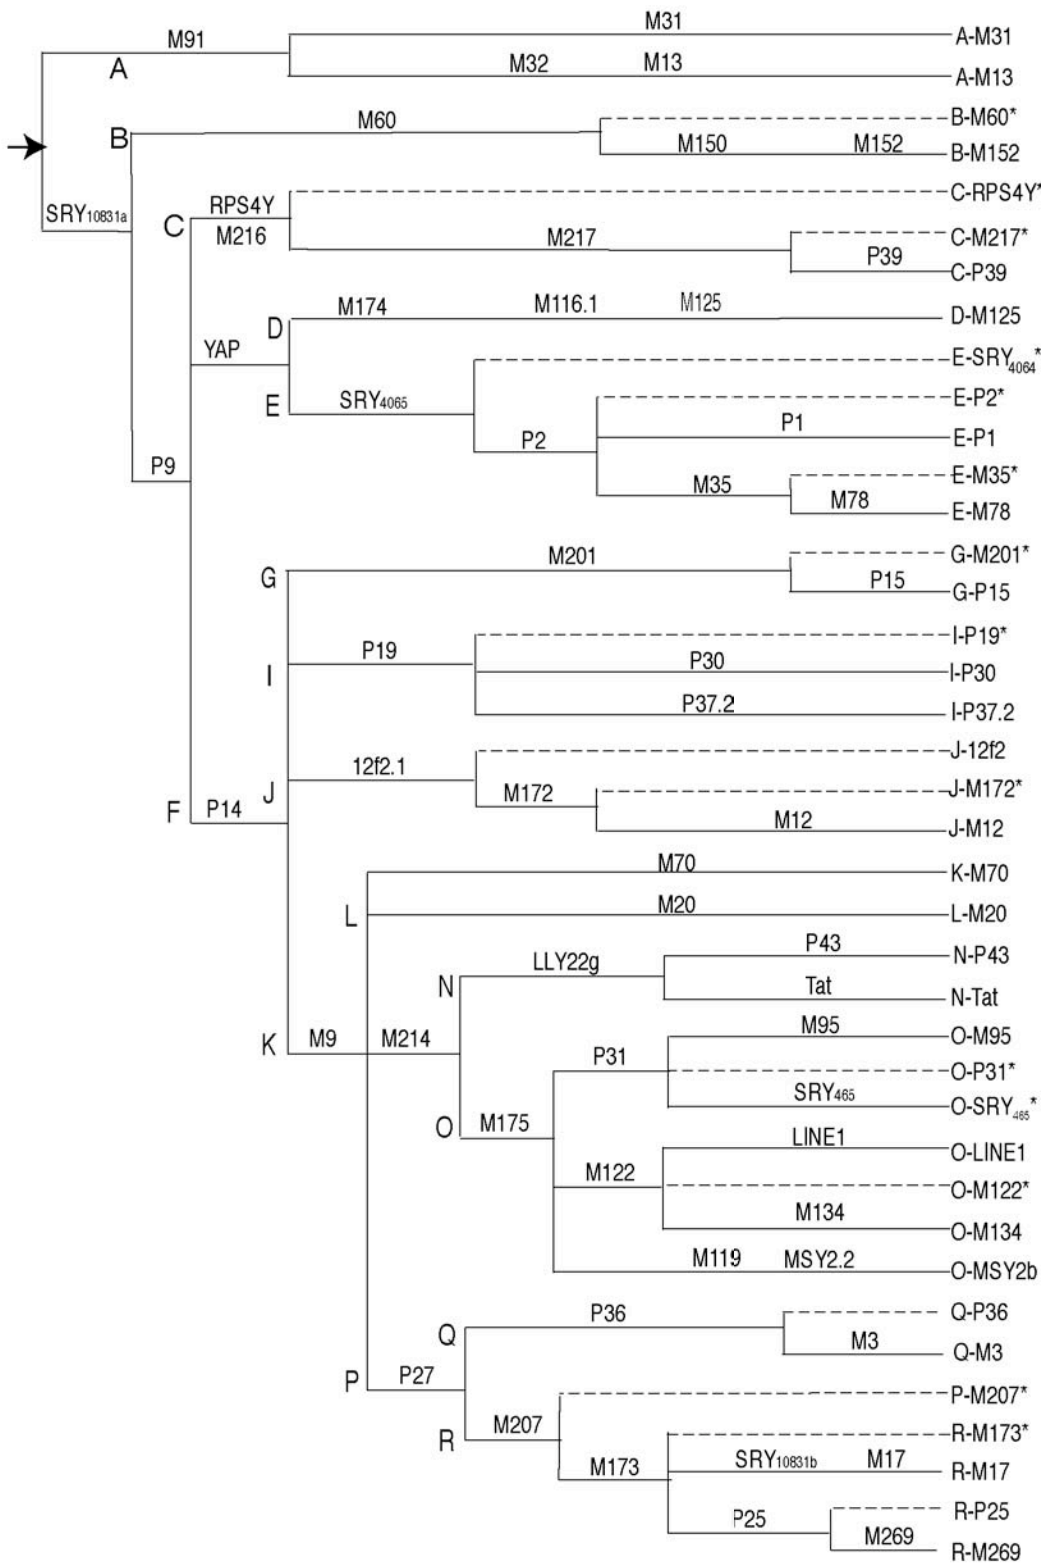 M31
A-M31
M91
A
M32
M13
A-M13
B-M60*
M60
B
M150
M152
B-M152
C-RPS4Y*
RPS4Y
SRY10831a
C
M216
M217
C-M217*
P39
C-P39
M174
M116.1
M125
D-M125
D
YAP
E-SRY4064*
SRY4065
E
E-P2*
P1
E-P1
P2
P9
E-M35*
M35
M78
E-M78
M201
G-M201*
G
P15
G-P15
I-P19*
P19
P30
I-P30
I
P37.2
I-P37.2
J-12f2
12f2.1
J
M172
J-M172*
F
P14
M12
J-M12
M70
K-M70
L
M20
L-M20
P43
N-P43
LLY22g
N
Tat
N-Tat
K
M9
M214
M95
O-M95
P31
O-P31*
SRY465
O-SRY465*
O
M175
LINE1
O-LINE1
M122
O-M122*
M134
O-M134
M119
MSY2.2
O-MSY2b
P36
Q-P36
Q
M3
Q-M3
P
P27
P-M207*
R
M207
R-M173*
M173
SRY10831b
M17
R-M17
P25
R-P25
M269
R-M269